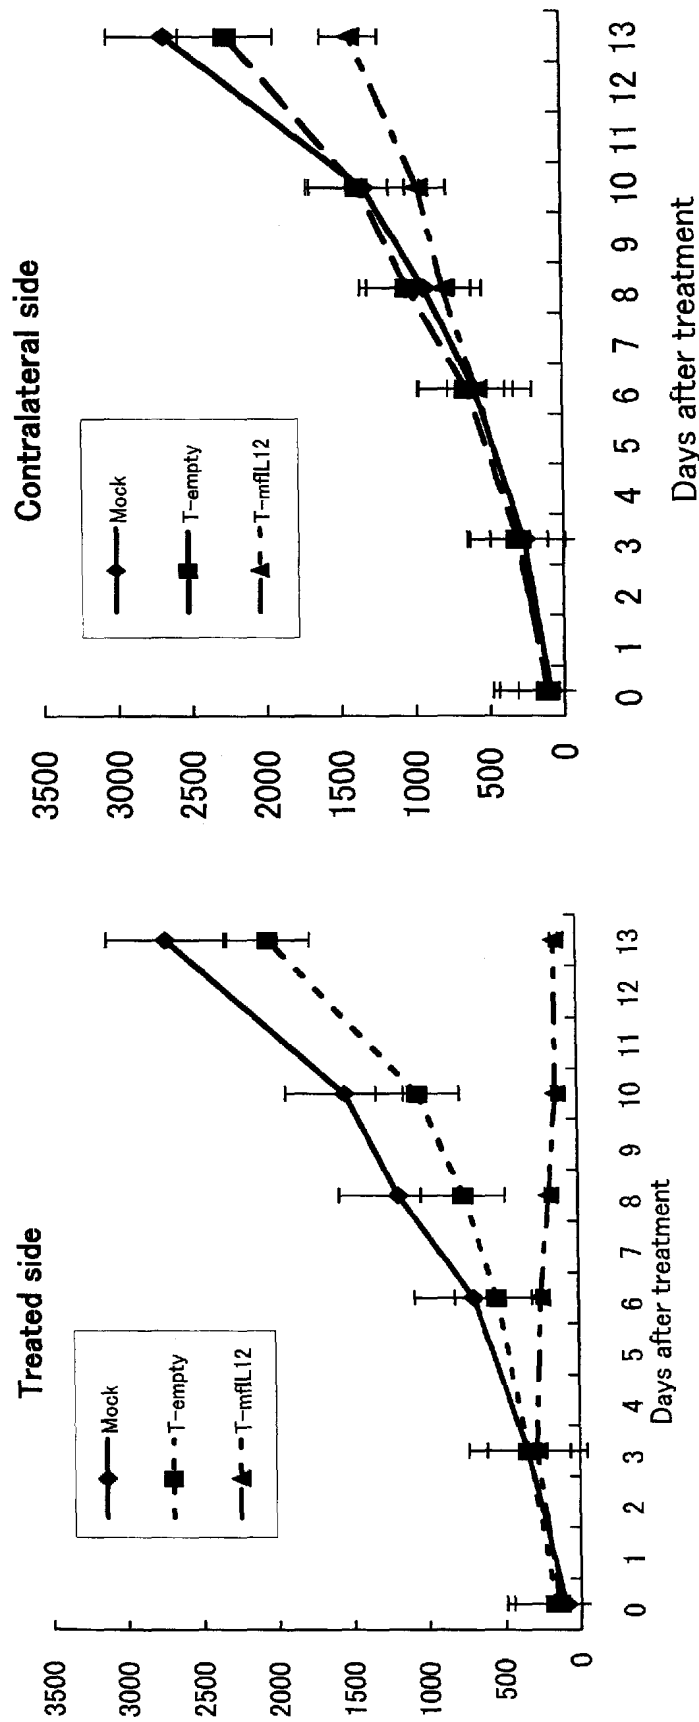 Treated side
Mock
T-empty
T-mfIL12
3500
3000
2500
2000
1500
1000
500
0
0 1 2 3 4 5 6 7 8 9 10 11 12 13
Days after treatment
Contralateral side
Mock
T-empty
T-mfIL12
3500
3000
2500
2000
1500
1000
500
0
0 1 2 3 4 5 6 7 8 9 10 11 12 13
Days after treatment